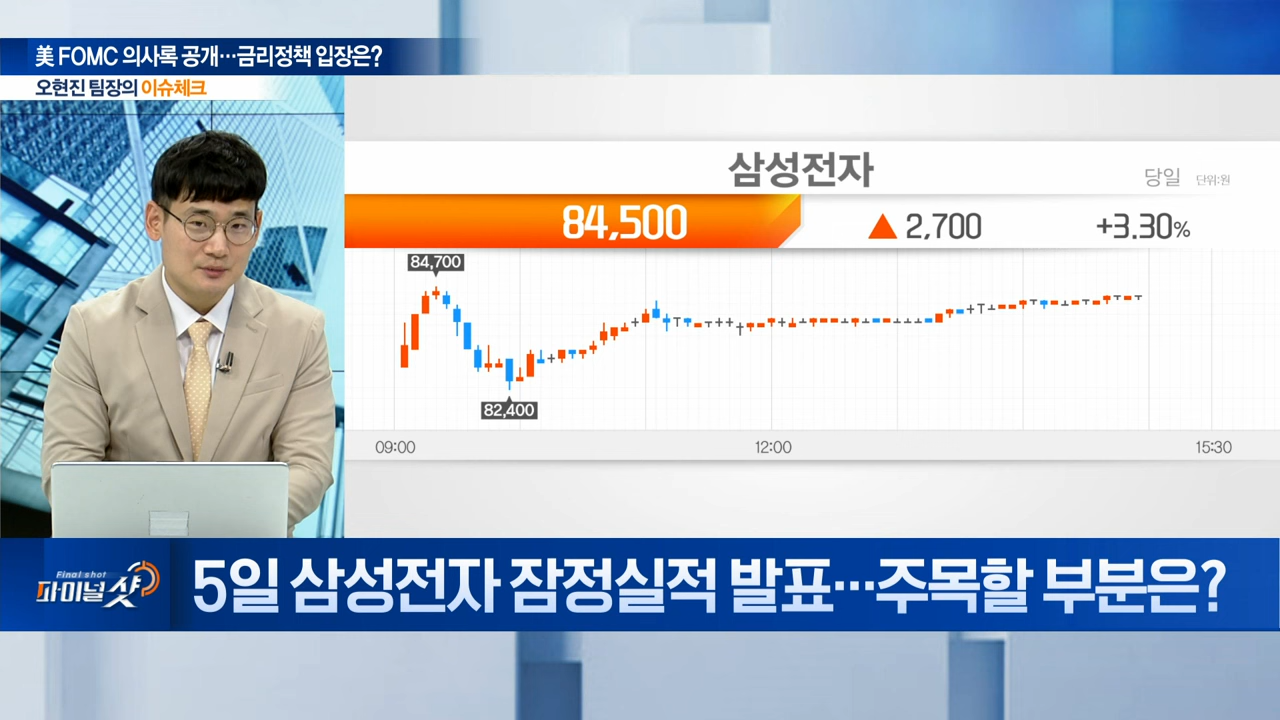 美 FOMC 의사록 공개…금리정책 입장은?
오현진 팀장의 이슈체크
삼성전자
당일 단위:원
84,500 ▲ 2,700 +3.30%
84,700
82,400
09:00 12:00 15:30
Final shot
파이널 샷
5일 삼성전자 잠정실적 발표…주목할 부분은?